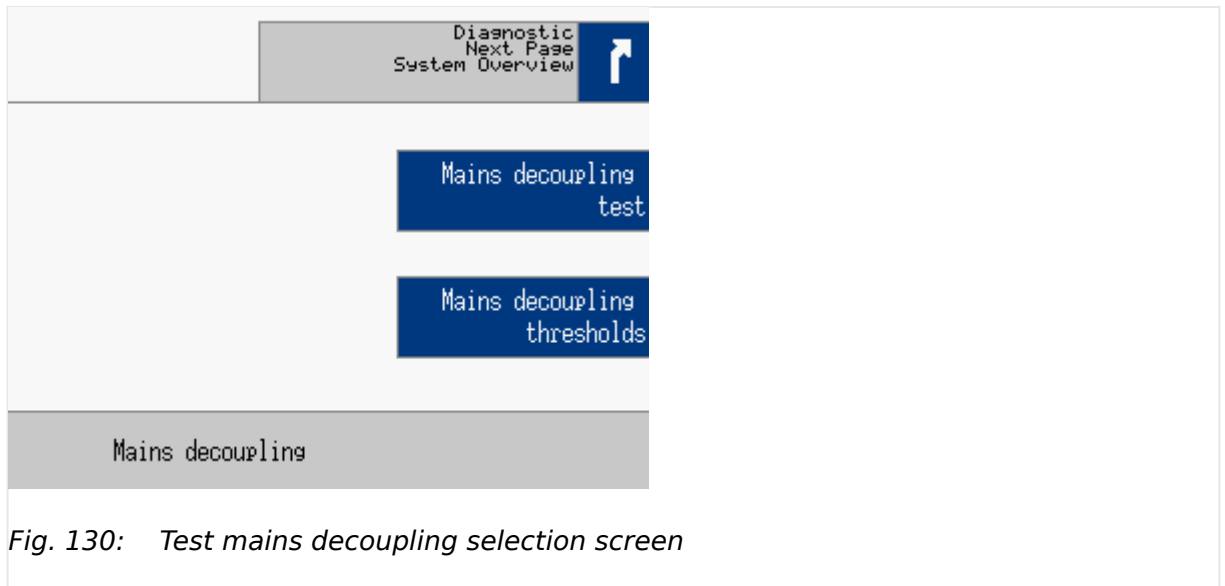 Diagnostic
Next Page
System Overview
Mains decoupling
test
Mains decoupling
thresholds
Mains decoupling
Fig. 130: Test mains decoupling selection screen